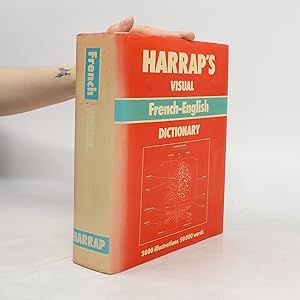 HARRAP'S
VISUAL
French-English
DICTIONARY
3000 illustrations, 50000 words
French
HARRAP